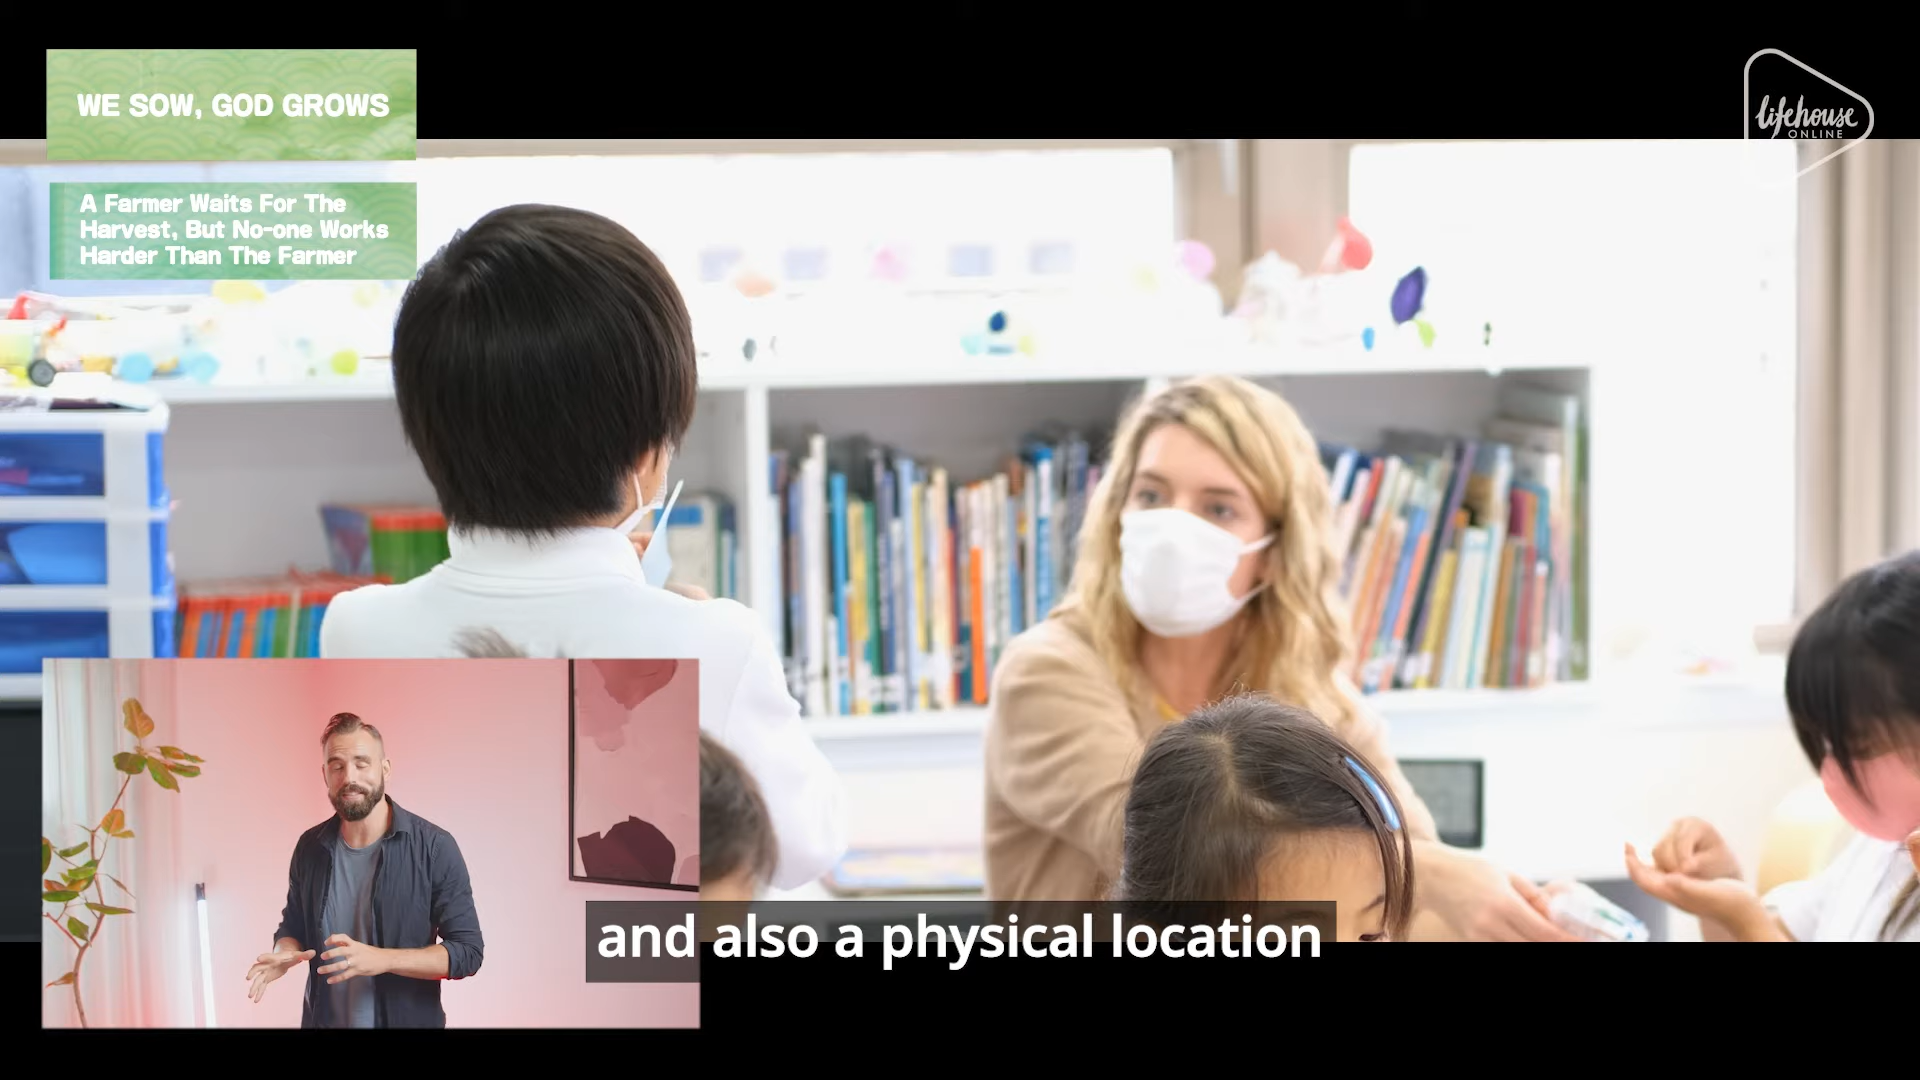 WE SOW, GOD GROWS
A Farmer Waits For The
Harvest, But No-one Works
Harder Than The Farmer
lifehouse
ONLINE
and also a physical location